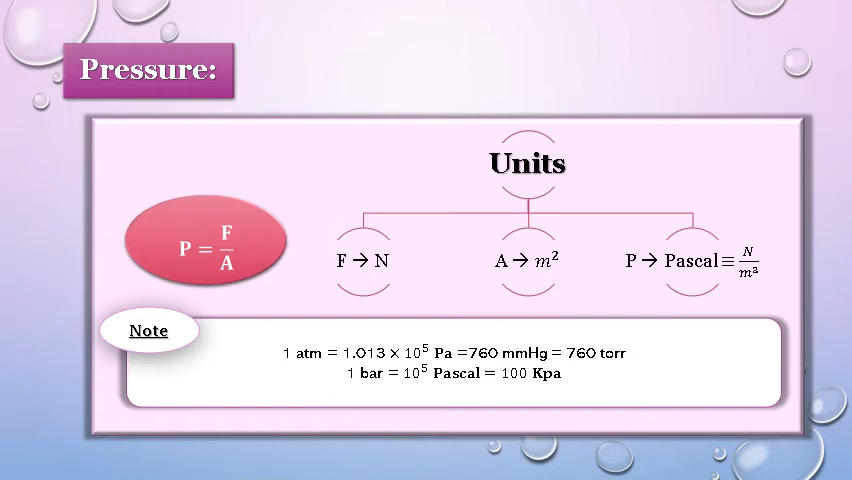 Pressure:
Units
P = F/A
F → N
A → m²
P → Pascal ≡ N/m²
Note
1 atm = 1.013 × 10⁵ Pa =760 mmHg = 760 torr
1 bar = 10⁵ Pascal = 100 Kpa